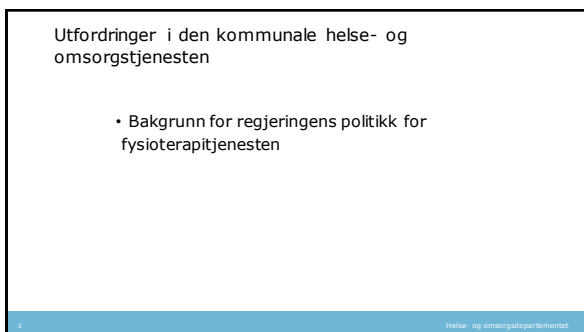 Utfordringer i den kommunale helse- og
omsorgstjenesten
• Bakgrunn for regjeringens politikk for
fysioterapitjenesten
2
Helse- og omsorgsdepartementet